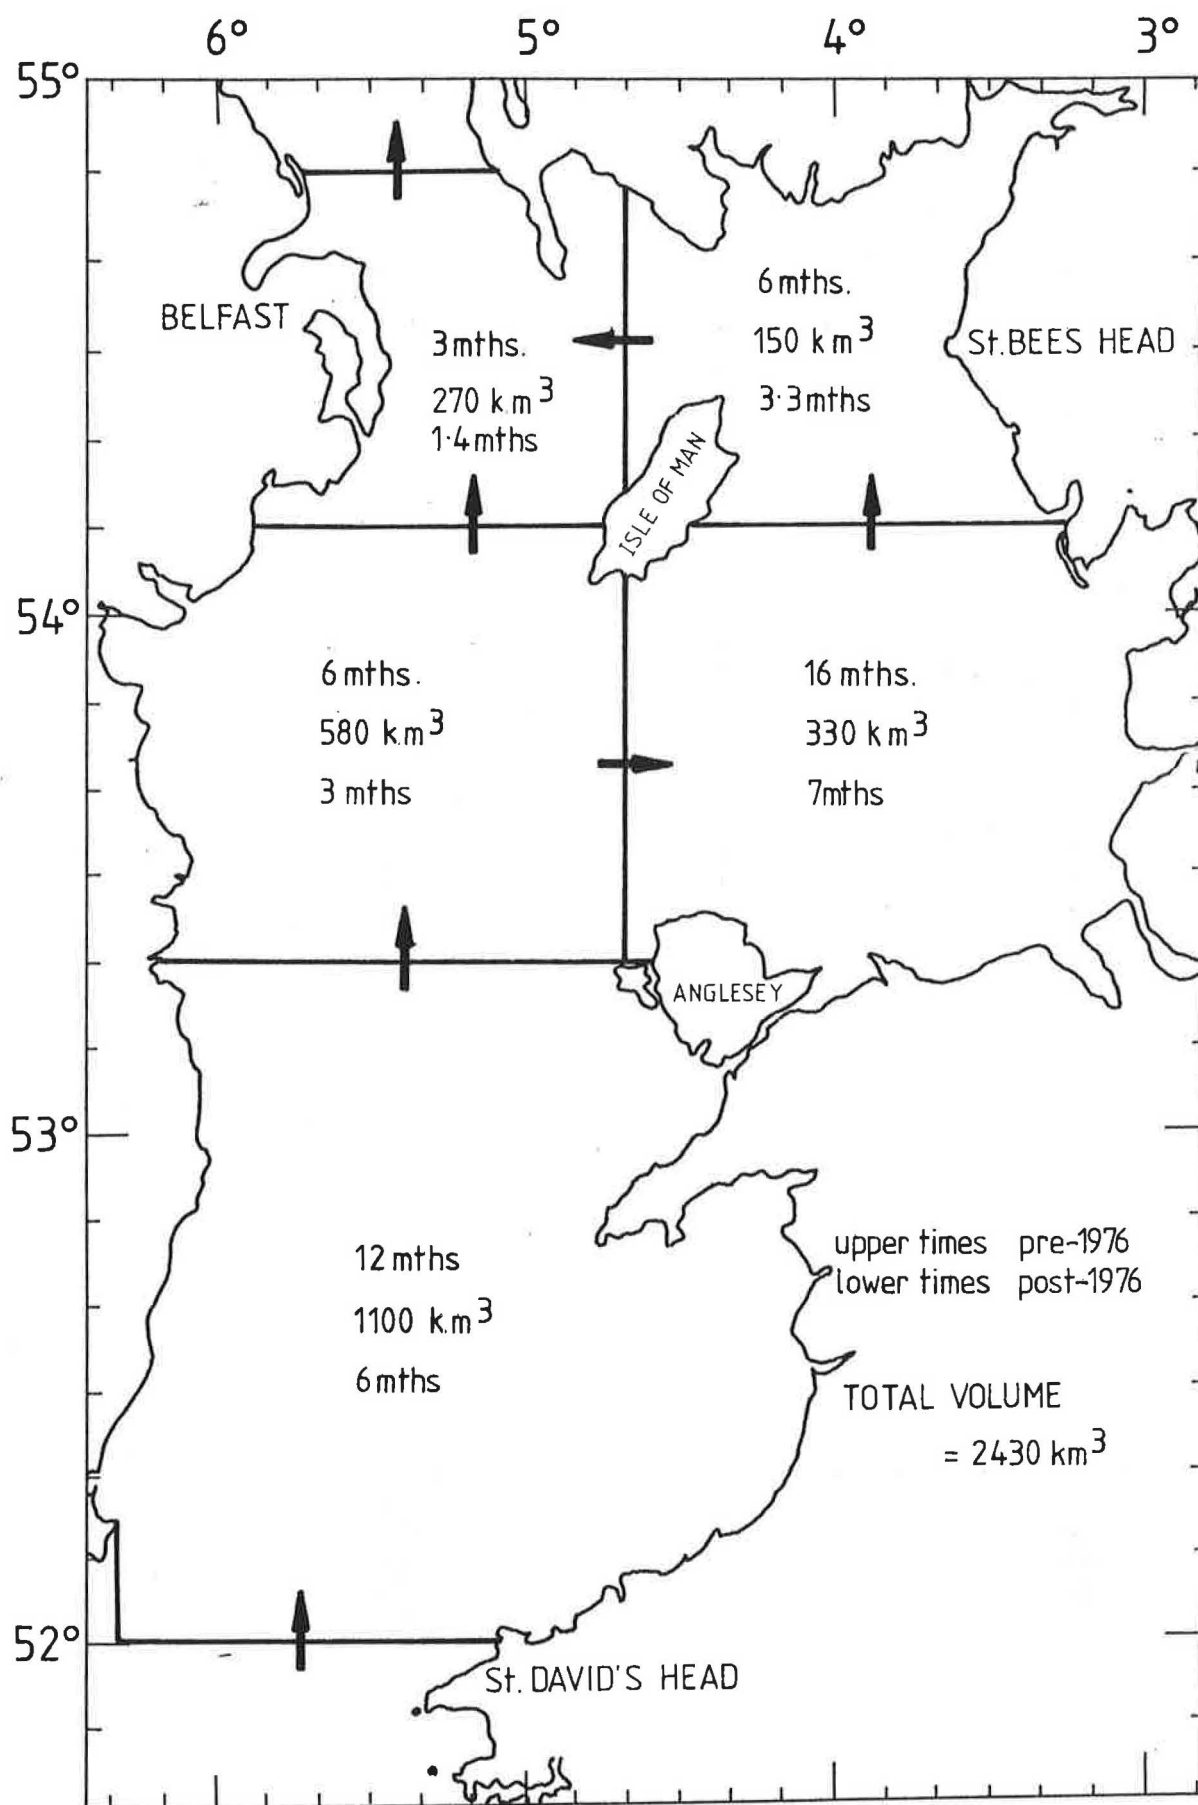 6° 5° 4° 3°
55°
BELFAST
3mths.
270 km³
1·4mths
6mths.
150 km³
3·3mths
St.BEES HEAD
ISLE OF MAN
54°
6mths.
580 km³
3 mths
16 mths.
330 km³
7mths
ANGLESEY
53°
12mths
1100 km³
6mths
upper times pre-1976
lower times post-1976
TOTAL VOLUME
= 2430 km³
52°
St. DAVID'S HEAD